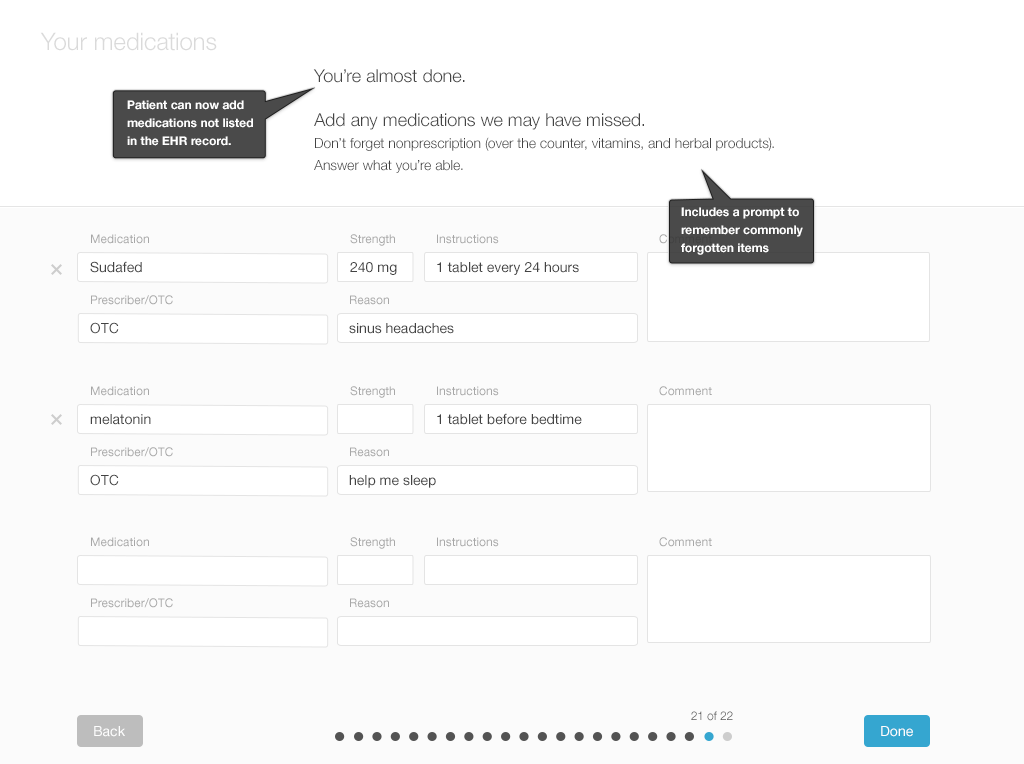 Your medications
You're almost done.
Patient can now add
medications not listed
in the EHR record.
Add any medications we may have missed.
Don't forget nonprescription (over the counter, vitamins, and herbal products).
Answer what you're able.
Includes a prompt to
remember commonly
forgotten items
Medication Strength Instructions
Sudafed 240 mg 1 tablet every 24 hours
Prescriber/OTC Reason
OTC sinus headaches
Medication Strength Instructions Comment
melatonin 1 tablet before bedtime
Prescriber/OTC Reason
OTC help me sleep
Medication Strength Instructions Comment
Prescriber/OTC Reason
21 of 22
Back Done